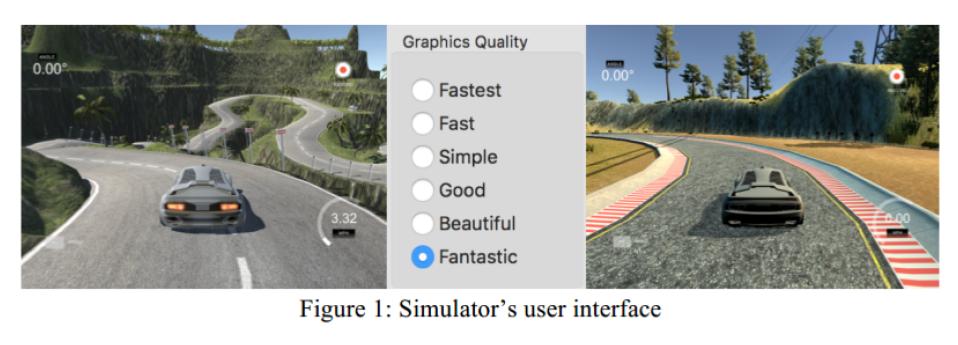 ANGLE
0.00°
3.32
MPH
Graphics Quality
Fastest
Fast
Simple
Good
Beautiful
Fantastic
ANGLE
0.00°
0.00
MPH
Figure 1: Simulator's user interface